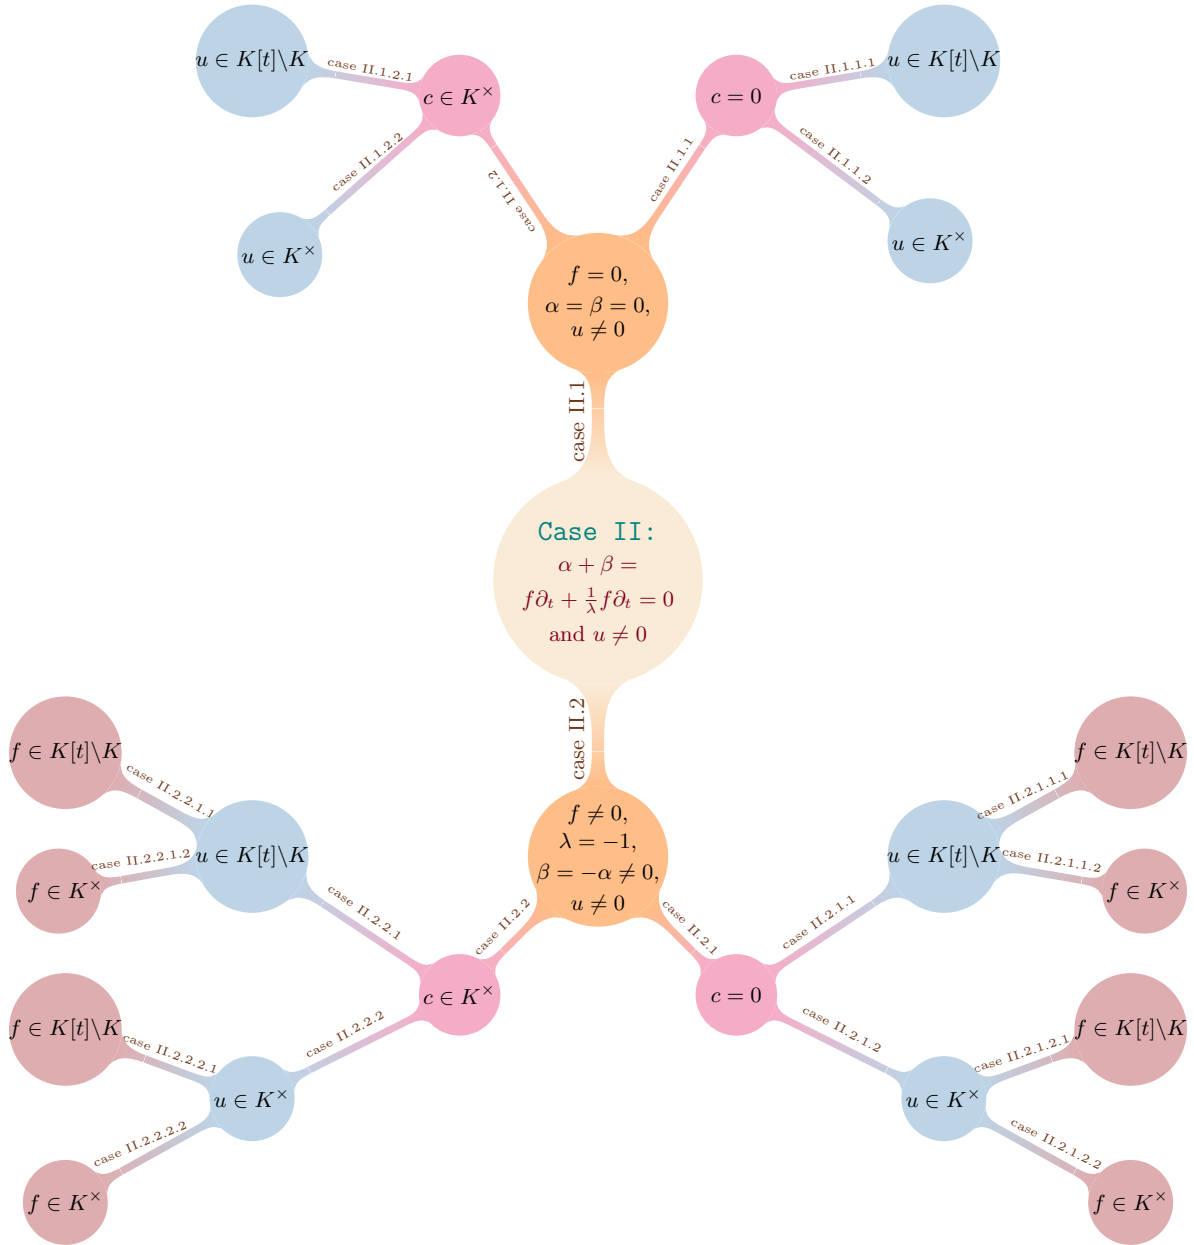 u ∈ K[t]\K
case II.1.2.1
c ∈ K^×
case II.1.2.2
u ∈ K^×
case II.1.2
c = 0
case II.1.1.1
u ∈ K[t]\K
case II.1.1.2
u ∈ K^×
case II.1.1
f = 0,
α = β = 0,
u ≠ 0
case II.1
Case II:
α + β =
f∂_t + \frac{1}{λ} f∂_t = 0
and u ≠ 0
case II.2
f ≠ 0,
λ = −1,
β = −α ≠ 0,
u ≠ 0
case II.2.2
c ∈ K^×
case II.2.2.1
u ∈ K[t]\K
case II.2.2.1.1
f ∈ K[t]\K
case II.2.2.1.2
f ∈ K^×
case II.2.2.2
u ∈ K^×
case II.2.2.2.1
f ∈ K[t]\K
case II.2.2.2.2
f ∈ K^×
case II.2.1
c = 0
case II.2.1.1
u ∈ K[t]\K
case II.2.1.1.1
f ∈ K[t]\K
case II.2.1.1.2
f ∈ K^×
case II.2.1.2
u ∈ K^×
case II.2.1.2.1
f ∈ K[t]\K
case II.2.1.2.2
f ∈ K^×